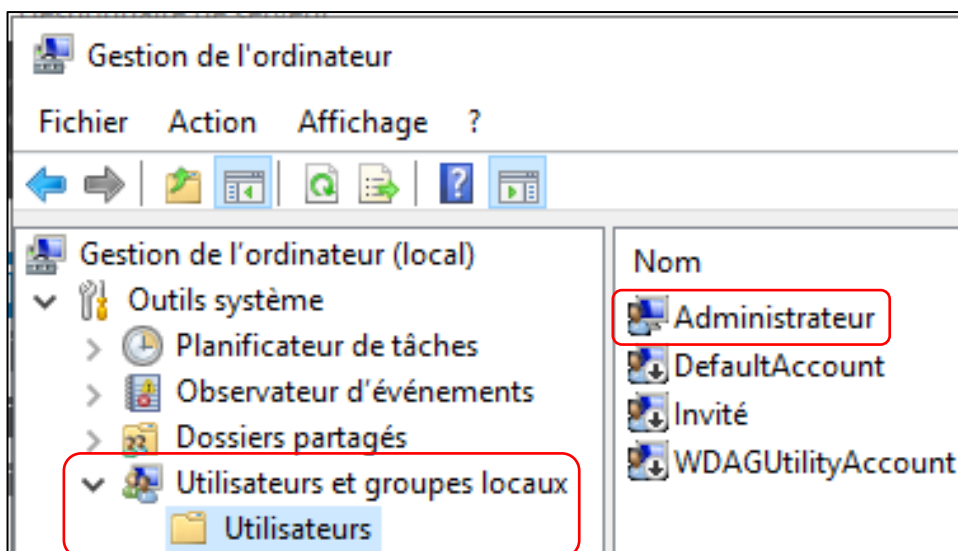 Gestion de l'ordinateur
Fichier Action Affichage ?
Gestion de l'ordinateur (local)
Outils système
Planificateur de tâches
Observateur d'événements
Dossiers partagés
Utilisateurs et groupes locaux
Utilisateurs
Nom
Administrateur
DefaultAccount
Invité
WDAGUtilityAccount